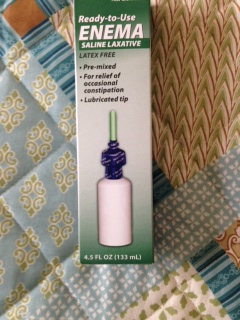 Ready-to-Use
ENEMA
SALINE LAXATIVE
LATEX FREE
• Pre-mixed
• For relief of
occasional
constipation
• Lubricated tip
4.5 FL OZ (133 mL)